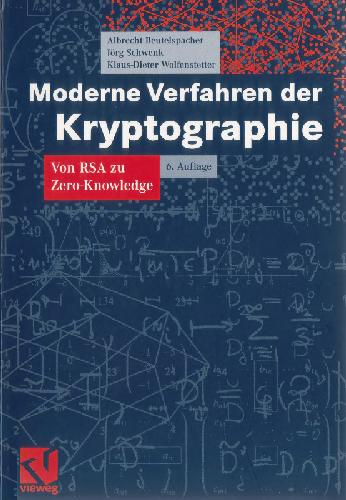 Albrecht Beutelspacher
Jörg Schwenk
Klaus-Dieter Wolfenstetter
Moderne Verfahren der
Kryptographie
Von RSA zu
Zero-Knowledge
6. Auflage
vieweg